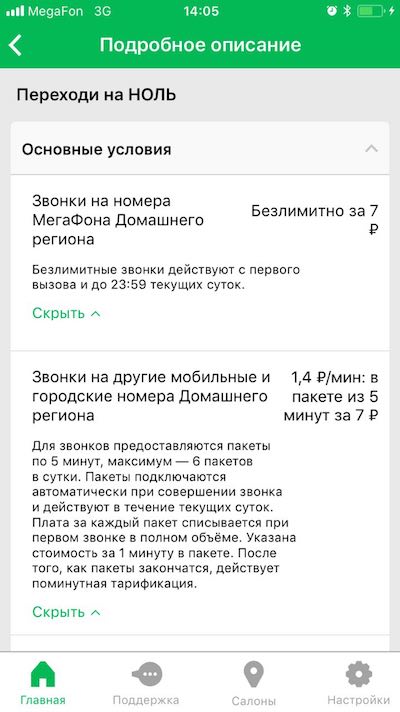 MegaFon 3G 14:05
Подробное описание
Переходи на НОЛЬ
Основные условия
Звонки на номера
МегаФона Домашнего
региона
Безлимитно за 7
₽
Безлимитные звонки действуют с первого
вызова и до 23:59 текущих суток.
Скрыть
Звонки на другие мобильные и
городские номера Домашнего
региона
1,4 ₽/мин: в
пакете из 5
минут за 7 ₽
Для звонков предоставляются пакеты
по 5 минут, максимум — 6 пакетов
в сутки. Пакеты подключаются
автоматически при совершении звонка
и действуют в течение текущих суток.
Плата за каждый пакет списывается при
первом звонке в полном объёме. Указана
стоимость за 1 минуту в пакете. После
того, как пакеты закончатся, действует
поминутная тарификация.
Скрыть
Главная
Поддержка
Салоны
Настройки